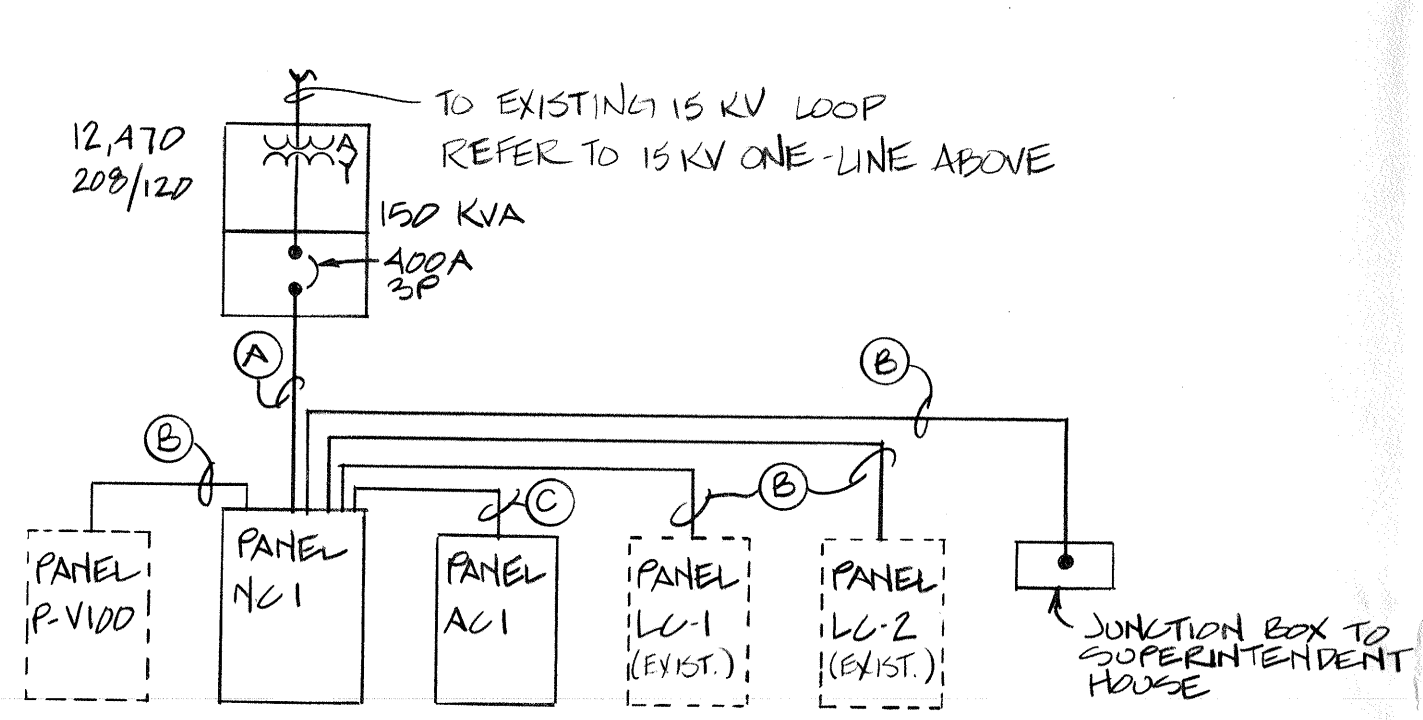 TO EXISTING 15 KV LOOP
REFER TO 15 KV ONE-LINE ABOVE
12,470
208/120
150 KVA
400A
3P
A
B
B
B
C
PANEL
P-V100
PANEL
NC1
PANEL
AC1
PANEL
LC-1
(EXIST.)
PANEL
LC-2
(EXIST.)
JUNCTION BOX TO
SUPERINTENDENT
HOUSE